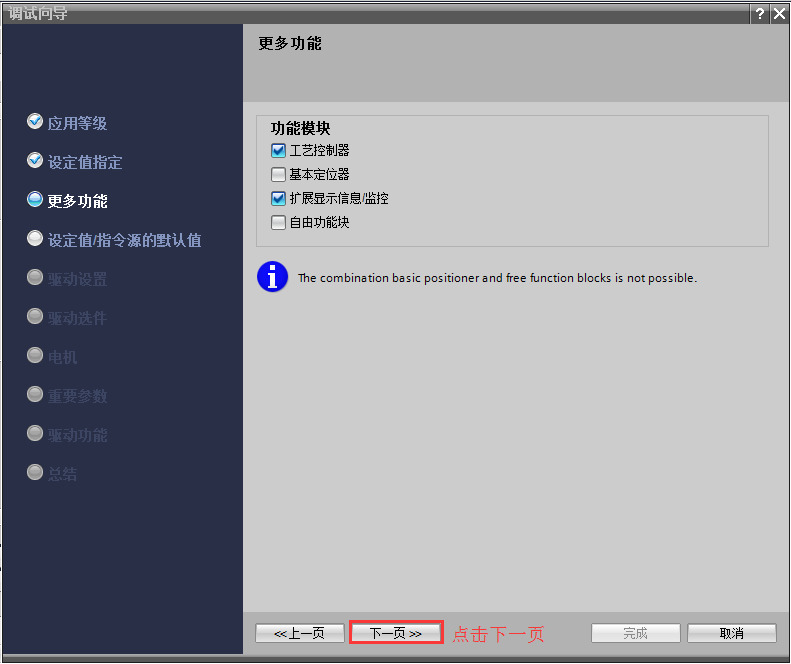 调试向导
?
更多功能
应用等级
设定值指定
更多功能
设定值/指令源的默认值
驱动设置
驱动选件
电机
重要参数
驱动功能
总结
功能模块
工艺控制器
基本定位器
扩展显示信息/监控
自由功能块
The combination basic positioner and free function blocks is not possible.
<<上一页
下一页 >>
点击下一页
完成
取消